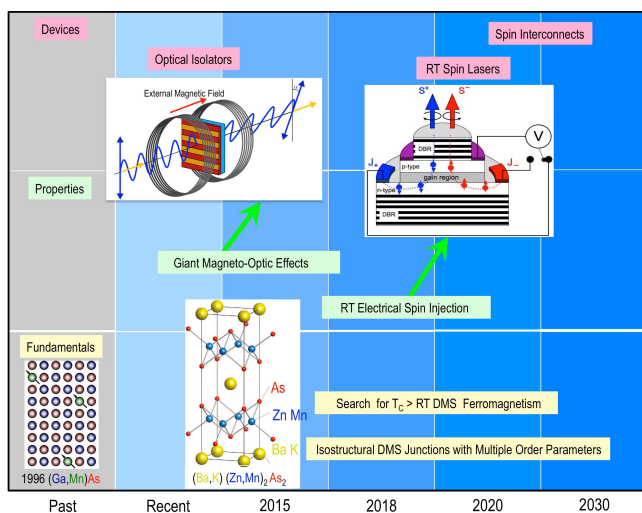 Devices
Spin Interconnects
Optical Isolators
RT Spin Lasers
External Magnetic Field
α
S+
S−
V
DBR
J+
J−
p-type
gain region
n-type
DBR
Properties
Giant Magneto-Optic Effects
RT Electrical Spin Injection
Fundamentals
As
Zn Mn
Ba K
Search for TC > RT DMS Ferromagnetism
Isostructural DMS Junctions with Multiple Order Parameters
1996 (Ga,Mn)As
(Ba,K) (Zn,Mn)2 As2
Past
Recent
2015
2018
2020
2030